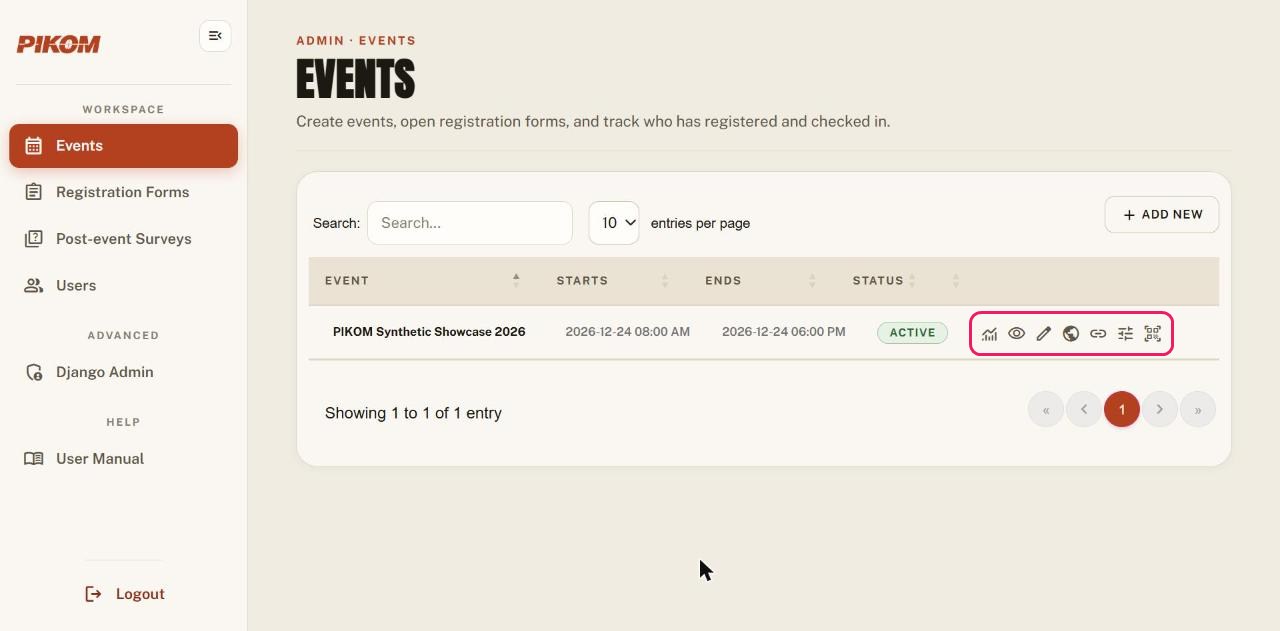 PIKOM
WORKSPACE
Events
Registration Forms
Post-event Surveys
Users
ADVANCED
Django Admin
HELP
User Manual
Logout
ADMIN · EVENTS
EVENTS
Create events, open registration forms, and track who has registered and checked in.
Search: Search... 10 entries per page
+ ADD NEW
EVENT STARTS ENDS STATUS
PIKOM Synthetic Showcase 2026 2026-12-24 08:00 AM 2026-12-24 06:00 PM ACTIVE
Showing 1 to 1 of 1 entry
« ‹ 1 › »